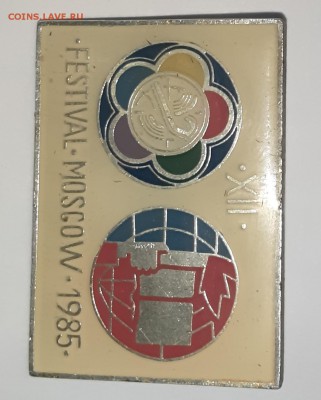 COINS.LAVE.RU
· XII ·
FESTIVAL · MOSCOW · 1985 ·